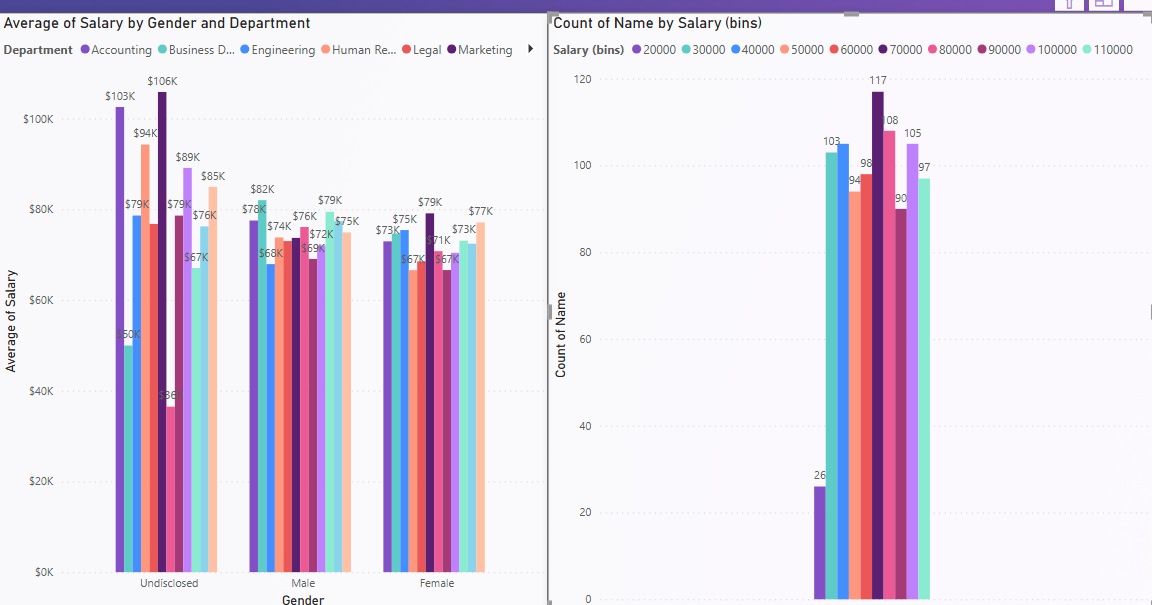 Average of Salary by Gender and Department
Department Accounting Business D... Engineering Human Re... Legal Marketing
$106K
$103K
$100K
$94K
$89K
$85K
$80K
$79K
$79K
$76K
$67K
$60K
$50K
$40K
$36K
$20K
$0K
$82K
$78K
$68K
$74K
$76K
$69K
$72K
$79K
$75K
$73K
$75K
$67K
$79K
$71K
$67K
$73K
$77K
Average of Salary
Undisclosed Male Female
Gender
Count of Name by Salary (bins)
Salary (bins) 20000 30000 40000 50000 60000 70000 80000 90000 100000 110000
120
100
80
60
40
20
0
Count of Name
26
103
94
98
117
108
90
105
97